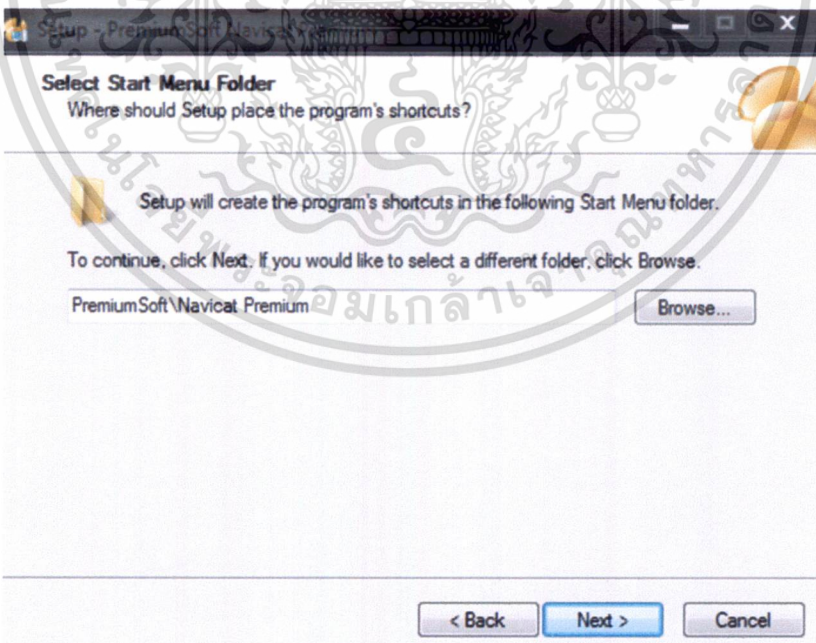 Setup - PremiumSoft Navicat
Select Start Menu Folder
Where should Setup place the program's shortcuts?
Setup will create the program's shortcuts in the following Start Menu folder.
To continue, click Next. If you would like to select a different folder, click Browse.
PremiumSoft\Navicat Premium
Browse...
< Back
Next >
Cancel